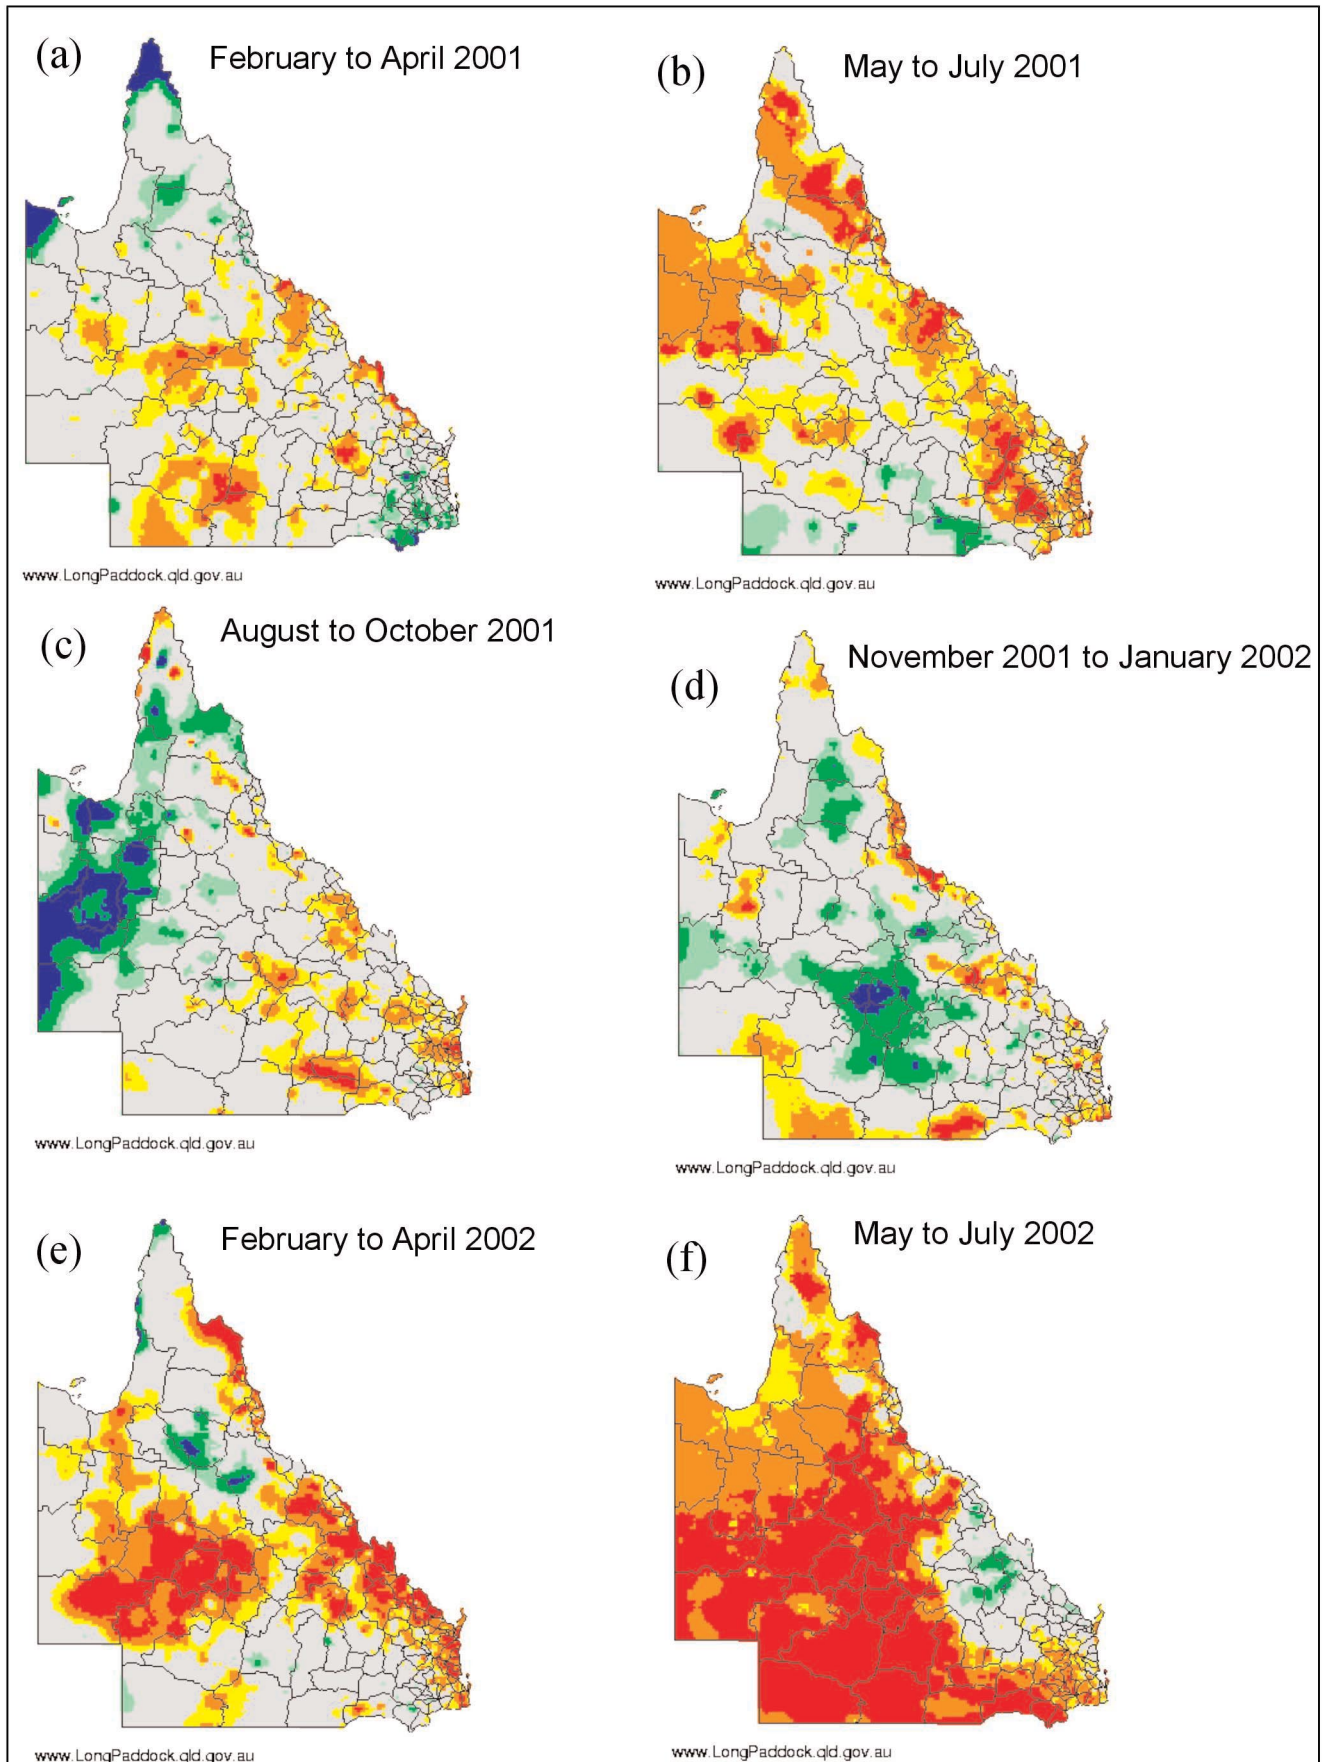 (a) February to April 2001
(b) May to July 2001
www.LongPaddock.qld.gov.au
www.LongPaddock.qld.gov.au
(c) August to October 2001
(d) November 2001 to January 2002
www.LongPaddock.qld.gov.au
www.LongPaddock.qld.gov.au
(e) February to April 2002
(f) May to July 2002
www.LongPaddock.qld.gov.au
www.LongPaddock.qld.gov.au